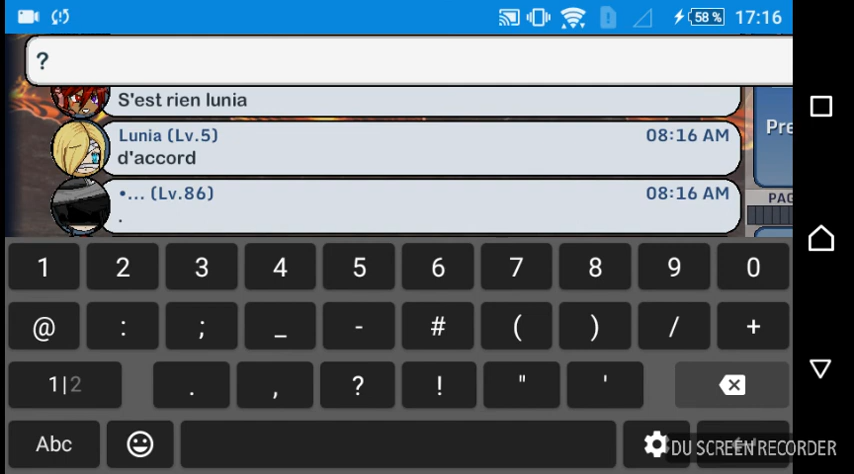 58 % 17:16
?
S'est rien lunia
Lunia (Lv.5) 08:16 AM
d'accord
•... (Lv.86) 08:16 AM
.
Pre
PAG
1 2 3 4 5 6 7 8 9 0
@ : ; _ - # ( ) / +
1|2 . , ? ! " '
Abc
DU SCREEN RECORDER